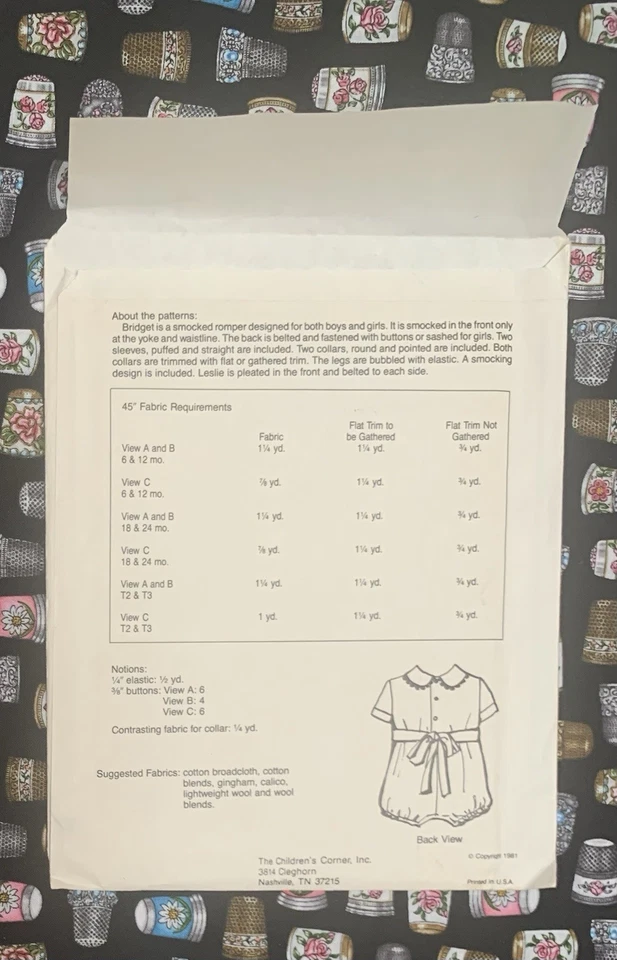 About the patterns:
Bridget is a smocked romper designed for both boys and girls. It is smocked in the front only
at the yoke and waistline. The back is belted and fastened with buttons or sashed for girls. Two
sleeves, puffed and straight are included. Two collars, round and pointed are included. Both
collars are trimmed with flat or gathered trim. The legs are bubbled with elastic. A smocking
design is included. Leslie is pleated in the front and belted to each side.
45" Fabric Requirements
Flat Trim to Flat Trim Not
Fabric be Gathered Gathered
View A and B 1¼ yd. 1¼ yd. ¾ yd.
6 & 12 mo.
View C ⅞ yd. 1¼ yd. ¾ yd.
6 & 12 mo.
View A and B 1¼ yd. 1¼ yd. ¾ yd.
18 & 24 mo.
View C ⅞ yd. 1¼ yd. ¾ yd.
18 & 24 mo.
View A and B 1¼ yd. 1¼ yd. ¾ yd.
T2 & T3
View C 1 yd. 1¼ yd. ¾ yd.
T2 & T3
Notions:
¼" elastic: ½ yd.
⅜" buttons: View A: 6
View B: 4
View C: 6
Contrasting fabric for collar: ¼ yd.
Suggested Fabrics: cotton broadcloth, cotton
blends, gingham, calico,
lightweight wool and wool
blends.
Back View
The Children's Corner, Inc.
3814 Cleghorn
Nashville, TN 37215
© Copyright 1981
Printed in U.S.A.